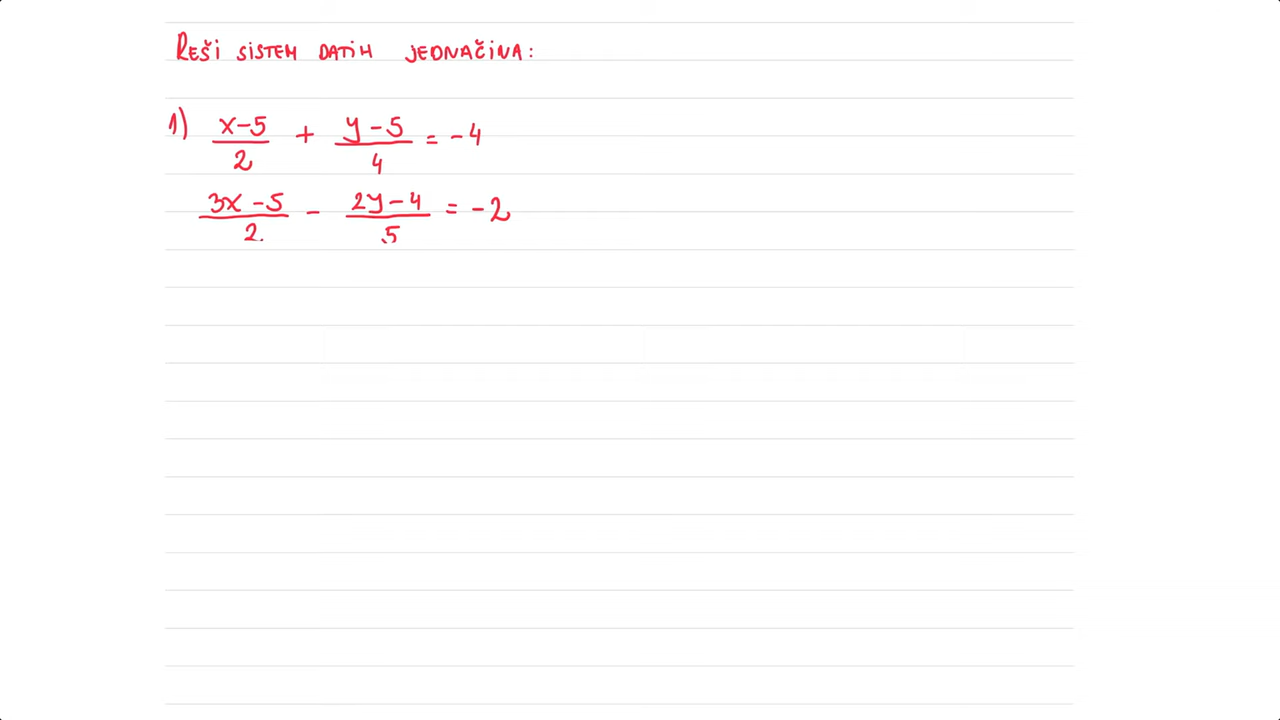 REŠI SISTEM DATIH JEDNAČINA:
1) (x-5)/2 + (y-5)/4 = -4
(3x-5)/2 - (2y-4)/5 = -2